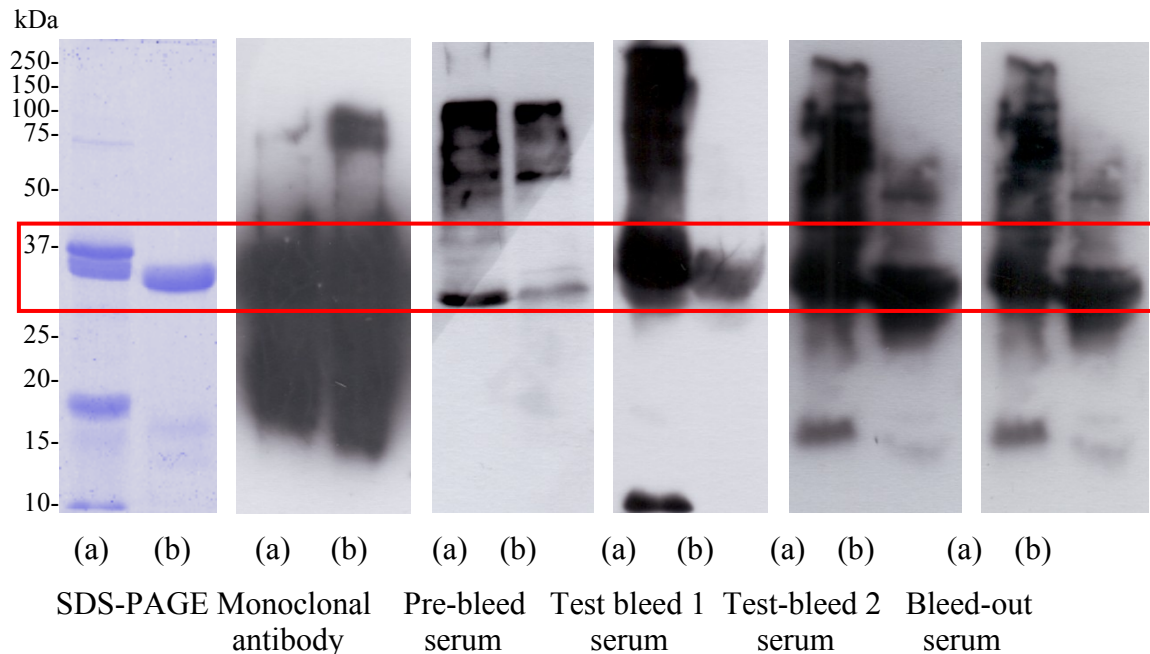 kDa
250-
150-
100-
75-
50-
37-
25-
20-
15-
10-
(a) (b) (a) (b) (a) (b) (a) (b) (a) (b) (a) (b)
SDS-PAGE Monoclonal Pre-bleed Test bleed 1 Test-bleed 2 Bleed-out
antibody serum serum serum serum